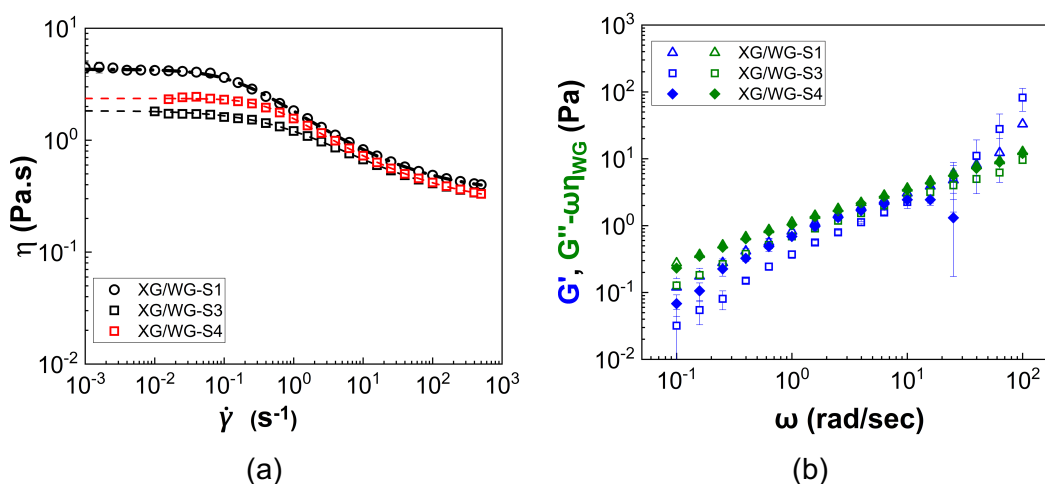 10¹
10⁰
10⁻¹
10⁻²
η (Pa.s)
XG/WG-S1
XG/WG-S3
XG/WG-S4
10⁻³ 10⁻² 10⁻¹ 10⁰ 10¹ 10² 10³
γ̇ (s⁻¹)
(a)
10³
10²
10¹
10⁰
10⁻¹
10⁻²
G', G''-ωη_WG (Pa)
XG/WG-S1
XG/WG-S3
XG/WG-S4
10⁻¹ 10⁰ 10¹ 10²
ω (rad/sec)
(b)